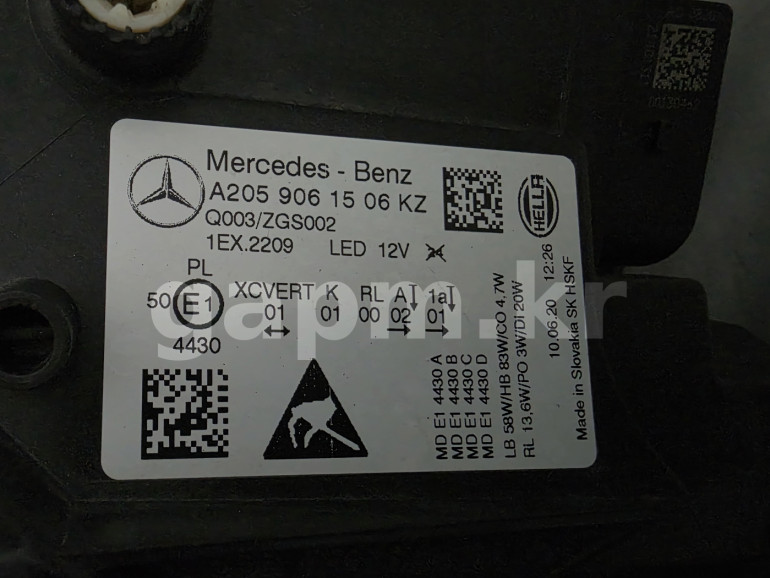 Mercedes - Benz
A205 906 15 06 KZ
Q003/ZGS002
1EX.2209 LED 12V
HELLA
PL
50 E1
4430
XCVERT K RL A 1a
01 01 00 02 01
MD E1 4430 A
MD E1 4430 B
MD E1 4430 C
MD E1 4430 D
LB 58W/HB 83W/CO 4.7W
RL 13,6W/PO 3W/DI 20W
10.06.20 12:26
Made in Slovakia SK HSKF
gapm.kr